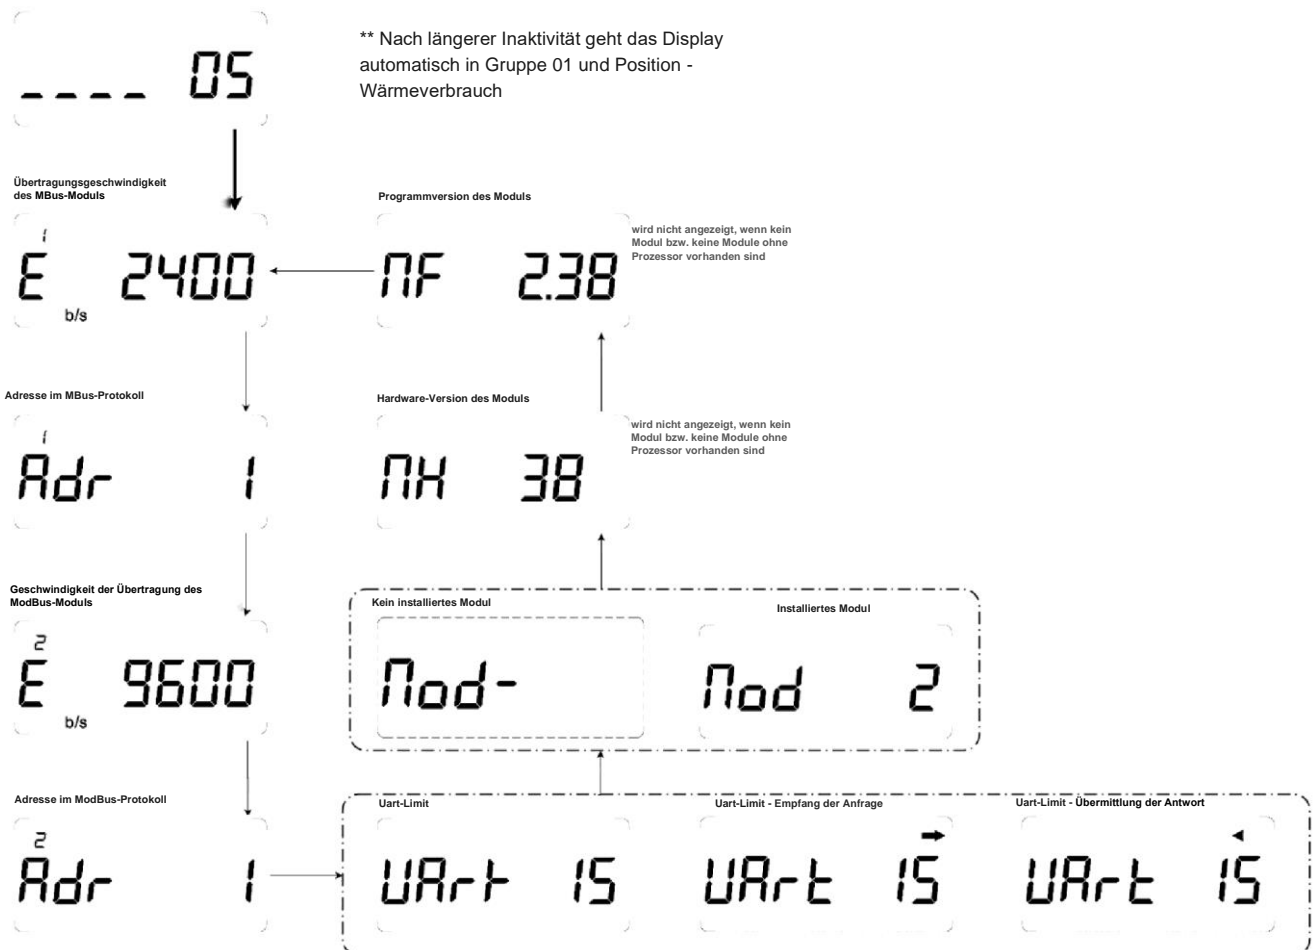 _ _ _ _ 05
** Nach längerer Inaktivität geht das Display
automatisch in Gruppe 01 und Position -
Wärmeverbrauch
Übertragungsgeschwindigkeit
des MBus-Moduls
1
E 2400
b/s
Programmversion des Moduls
MF 2.38
wird nicht angezeigt, wenn kein
Modul bzw. keine Module ohne
Prozessor vorhanden sind
Adresse im MBus-Protokoll
1
Adr 1
Hardware-Version des Moduls
MH 38
wird nicht angezeigt, wenn kein
Modul bzw. keine Module ohne
Prozessor vorhanden sind
Geschwindigkeit der Übertragung des
ModBus-Moduls
2
E 9600
b/s
Kein installiertes Modul
Mod-
Installiertes Modul
Mod 2
Adresse im ModBus-Protokoll
2
Adr 1
Uart-Limit
UArt 15
Uart-Limit - Empfang der Anfrage
UArt 15
Uart-Limit - Übermittlung der Antwort
UArt 15